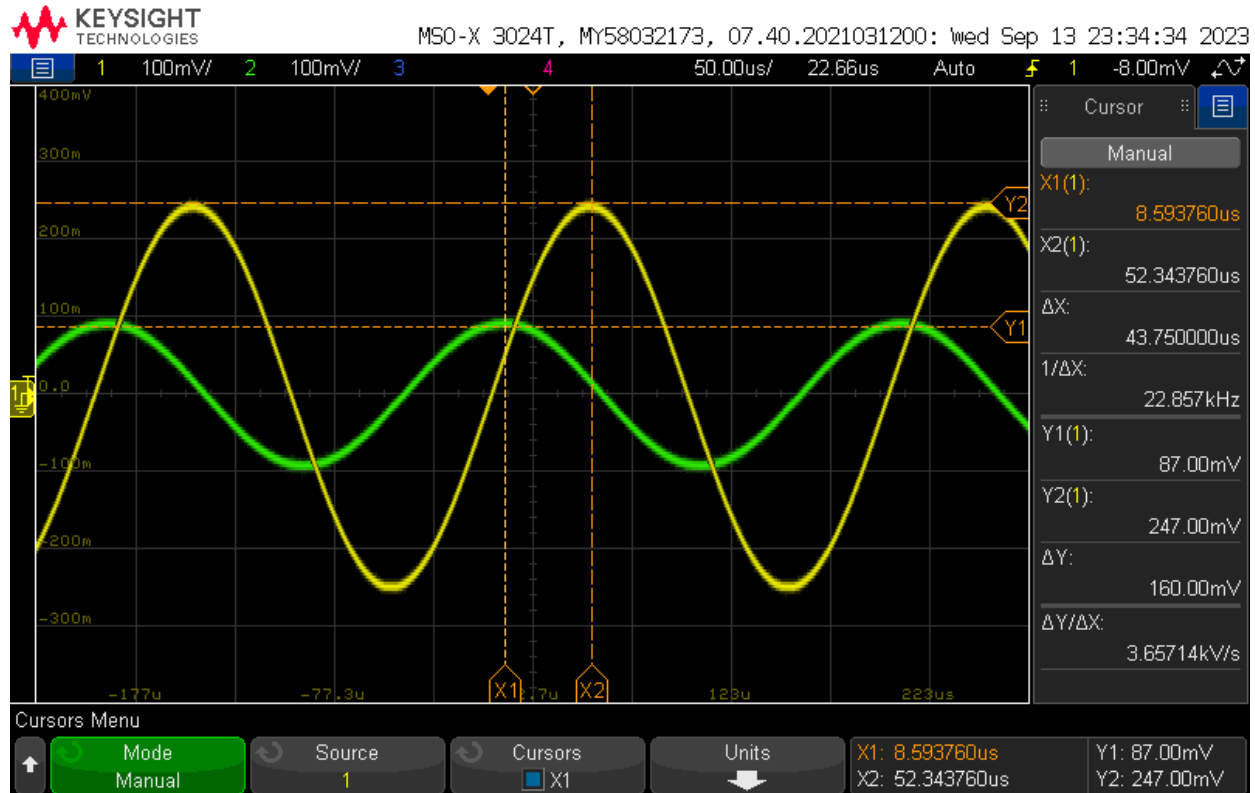 KEYSIGHT
TECHNOLOGIES
MSO-X 3024T, MY58032173, 07.40.2021031200: Wed Sep 13 23:34:34 2023
1 100mV/ 2 100mV/ 3 4 50.00us/ 22.66us Auto 1 -8.00mV
400mV
300m
200m
100m
0.0
-100m
-200m
-300m
Y2
Y1
1
-177u -77.3u X1 X2 123u 223us
Cursor
Manual
X1(1):
8.593760us
X2(1):
52.343760us
ΔX:
43.750000us
1/ΔX:
22.857kHz
Y1(1):
87.00mV
Y2(1):
247.00mV
ΔY:
160.00mV
ΔY/ΔX:
3.65714kV/s
Cursors Menu
Mode
Manual
Source
1
Cursors
X1
Units
X1: 8.593760us
X2: 52.343760us
Y1: 87.00mV
Y2: 247.00mV